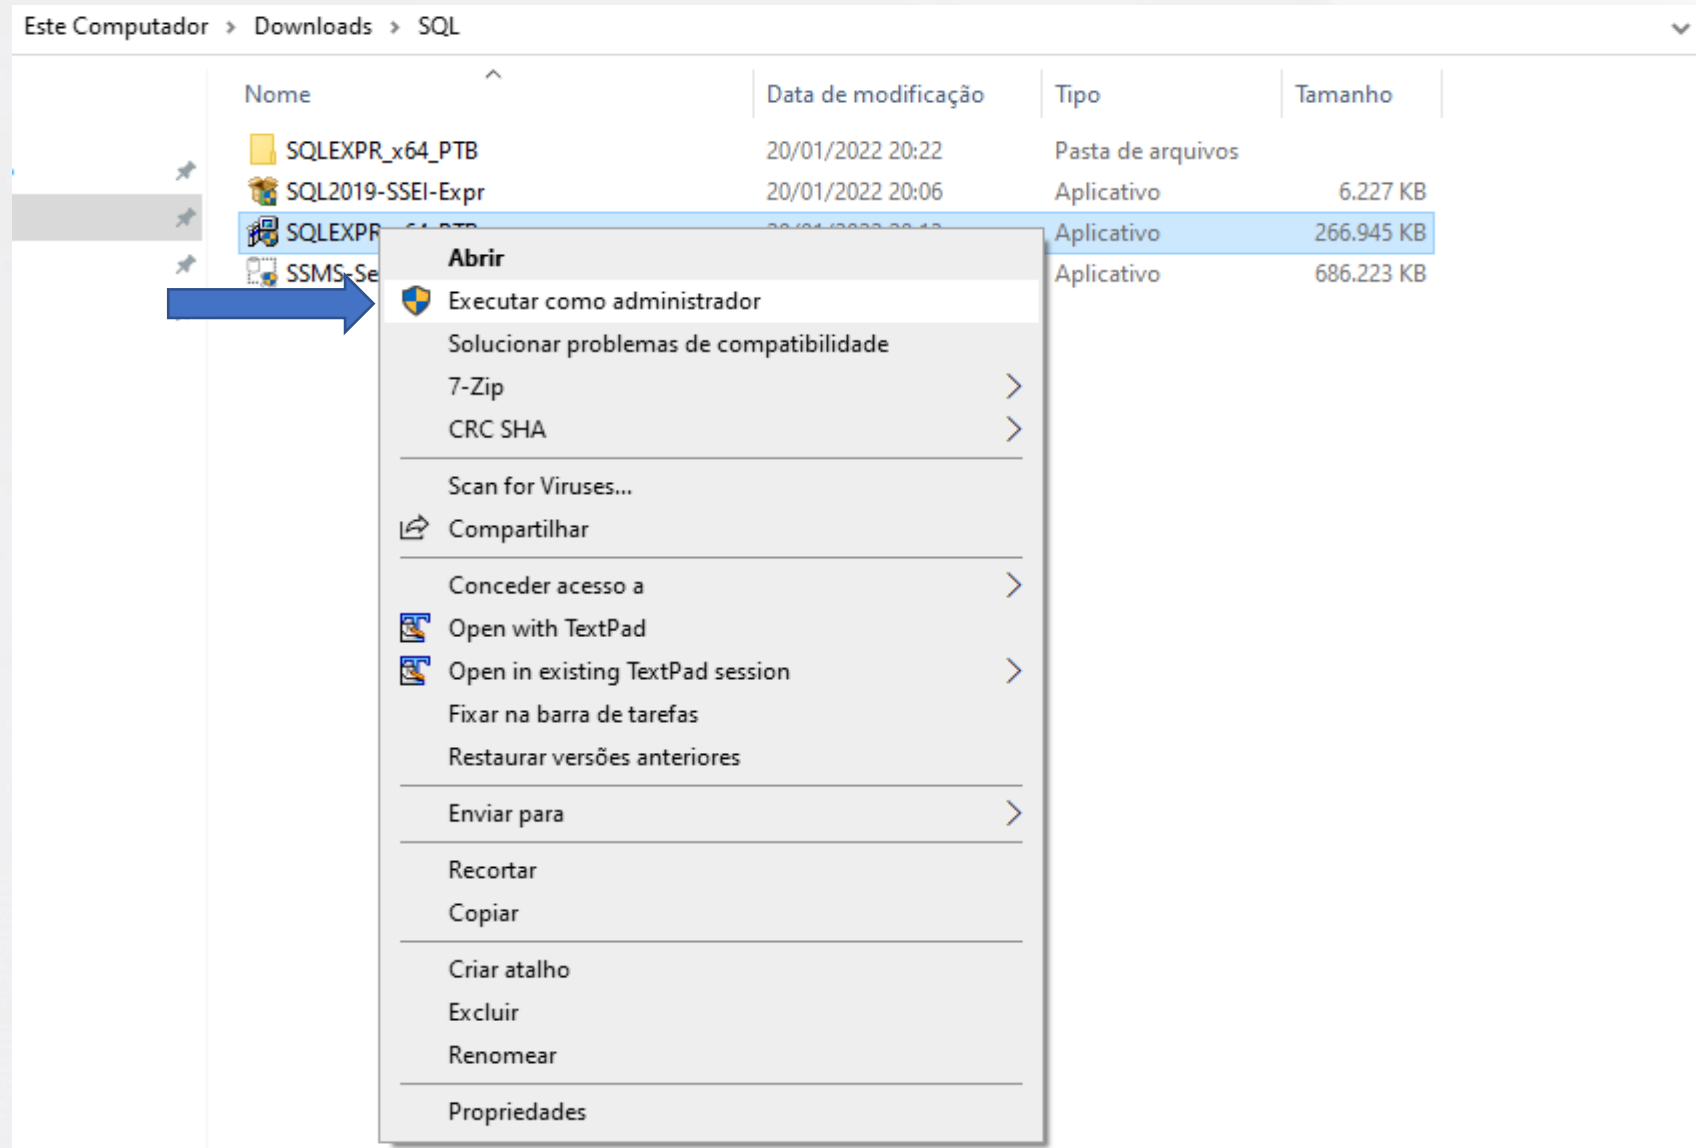 Este Computador > Downloads > SQL
Nome Data de modificação Tipo Tamanho
SQLEXPR_x64_PTB 20/01/2022 20:22 Pasta de arquivos
SQL2019-SSEI-Expr 20/01/2022 20:06 Aplicativo 6.227 KB
SQLEXPR Aplicativo 266.945 KB
SSMS-Se Aplicativo 686.223 KB
Abrir
Executar como administrador
Solucionar problemas de compatibilidade
7-Zip
CRC SHA
Scan for Viruses...
Compartilhar
Conceder acesso a
Open with TextPad
Open in existing TextPad session
Fixar na barra de tarefas
Restaurar versões anteriores
Enviar para
Recortar
Copiar
Criar atalho
Excluir
Renomear
Propriedades